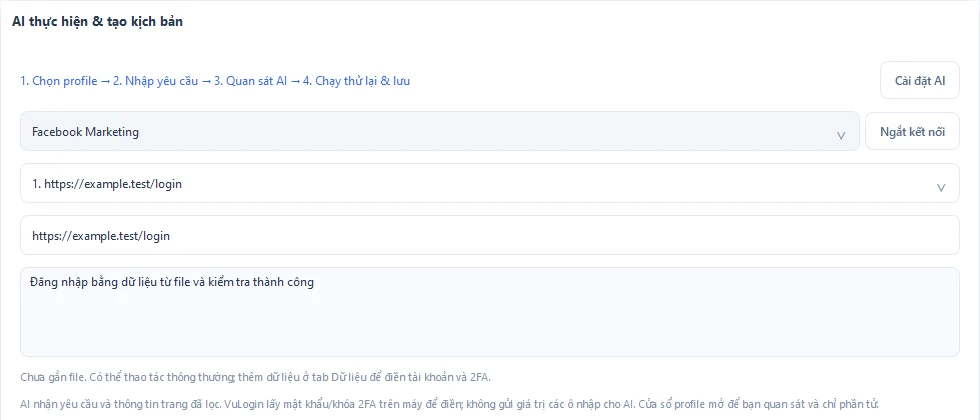 AI thực hiện & tạo kịch bản
1. Chọn profile → 2. Nhập yêu cầu → 3. Quan sát AI → 4. Chạy thử lại & lưu
Cài đặt AI
Facebook Marketing
Ngắt kết nối
1. https://example.test/login
https://example.test/login
Đăng nhập bằng dữ liệu từ file và kiểm tra thành công
Chưa gắn file. Có thể thao tác thông thường; thêm dữ liệu ở tab Dữ liệu để điền tài khoản và 2FA.
AI nhận yêu cầu và thông tin trang đã lọc. VuLogin lấy mật khẩu/khóa 2FA trên máy để điền; không gửi giá trị các ô nhập cho AI. Cửa sổ profile mở để bạn quan sát và chỉ phần tử.